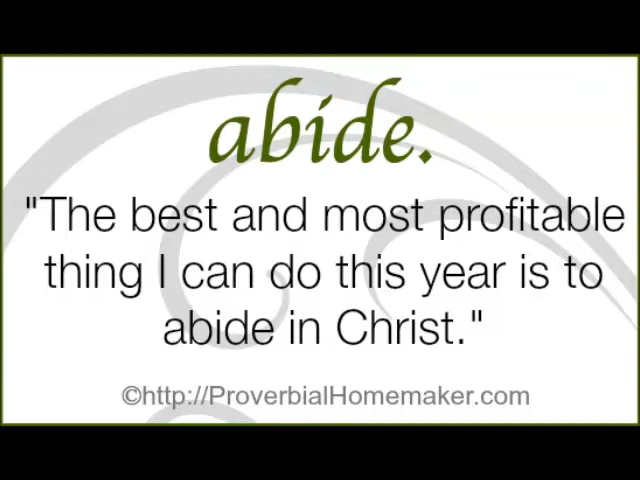 abide.
"The best and most profitable
thing I can do this year is to
abide in Christ."
©http://ProverbialHomemaker.com